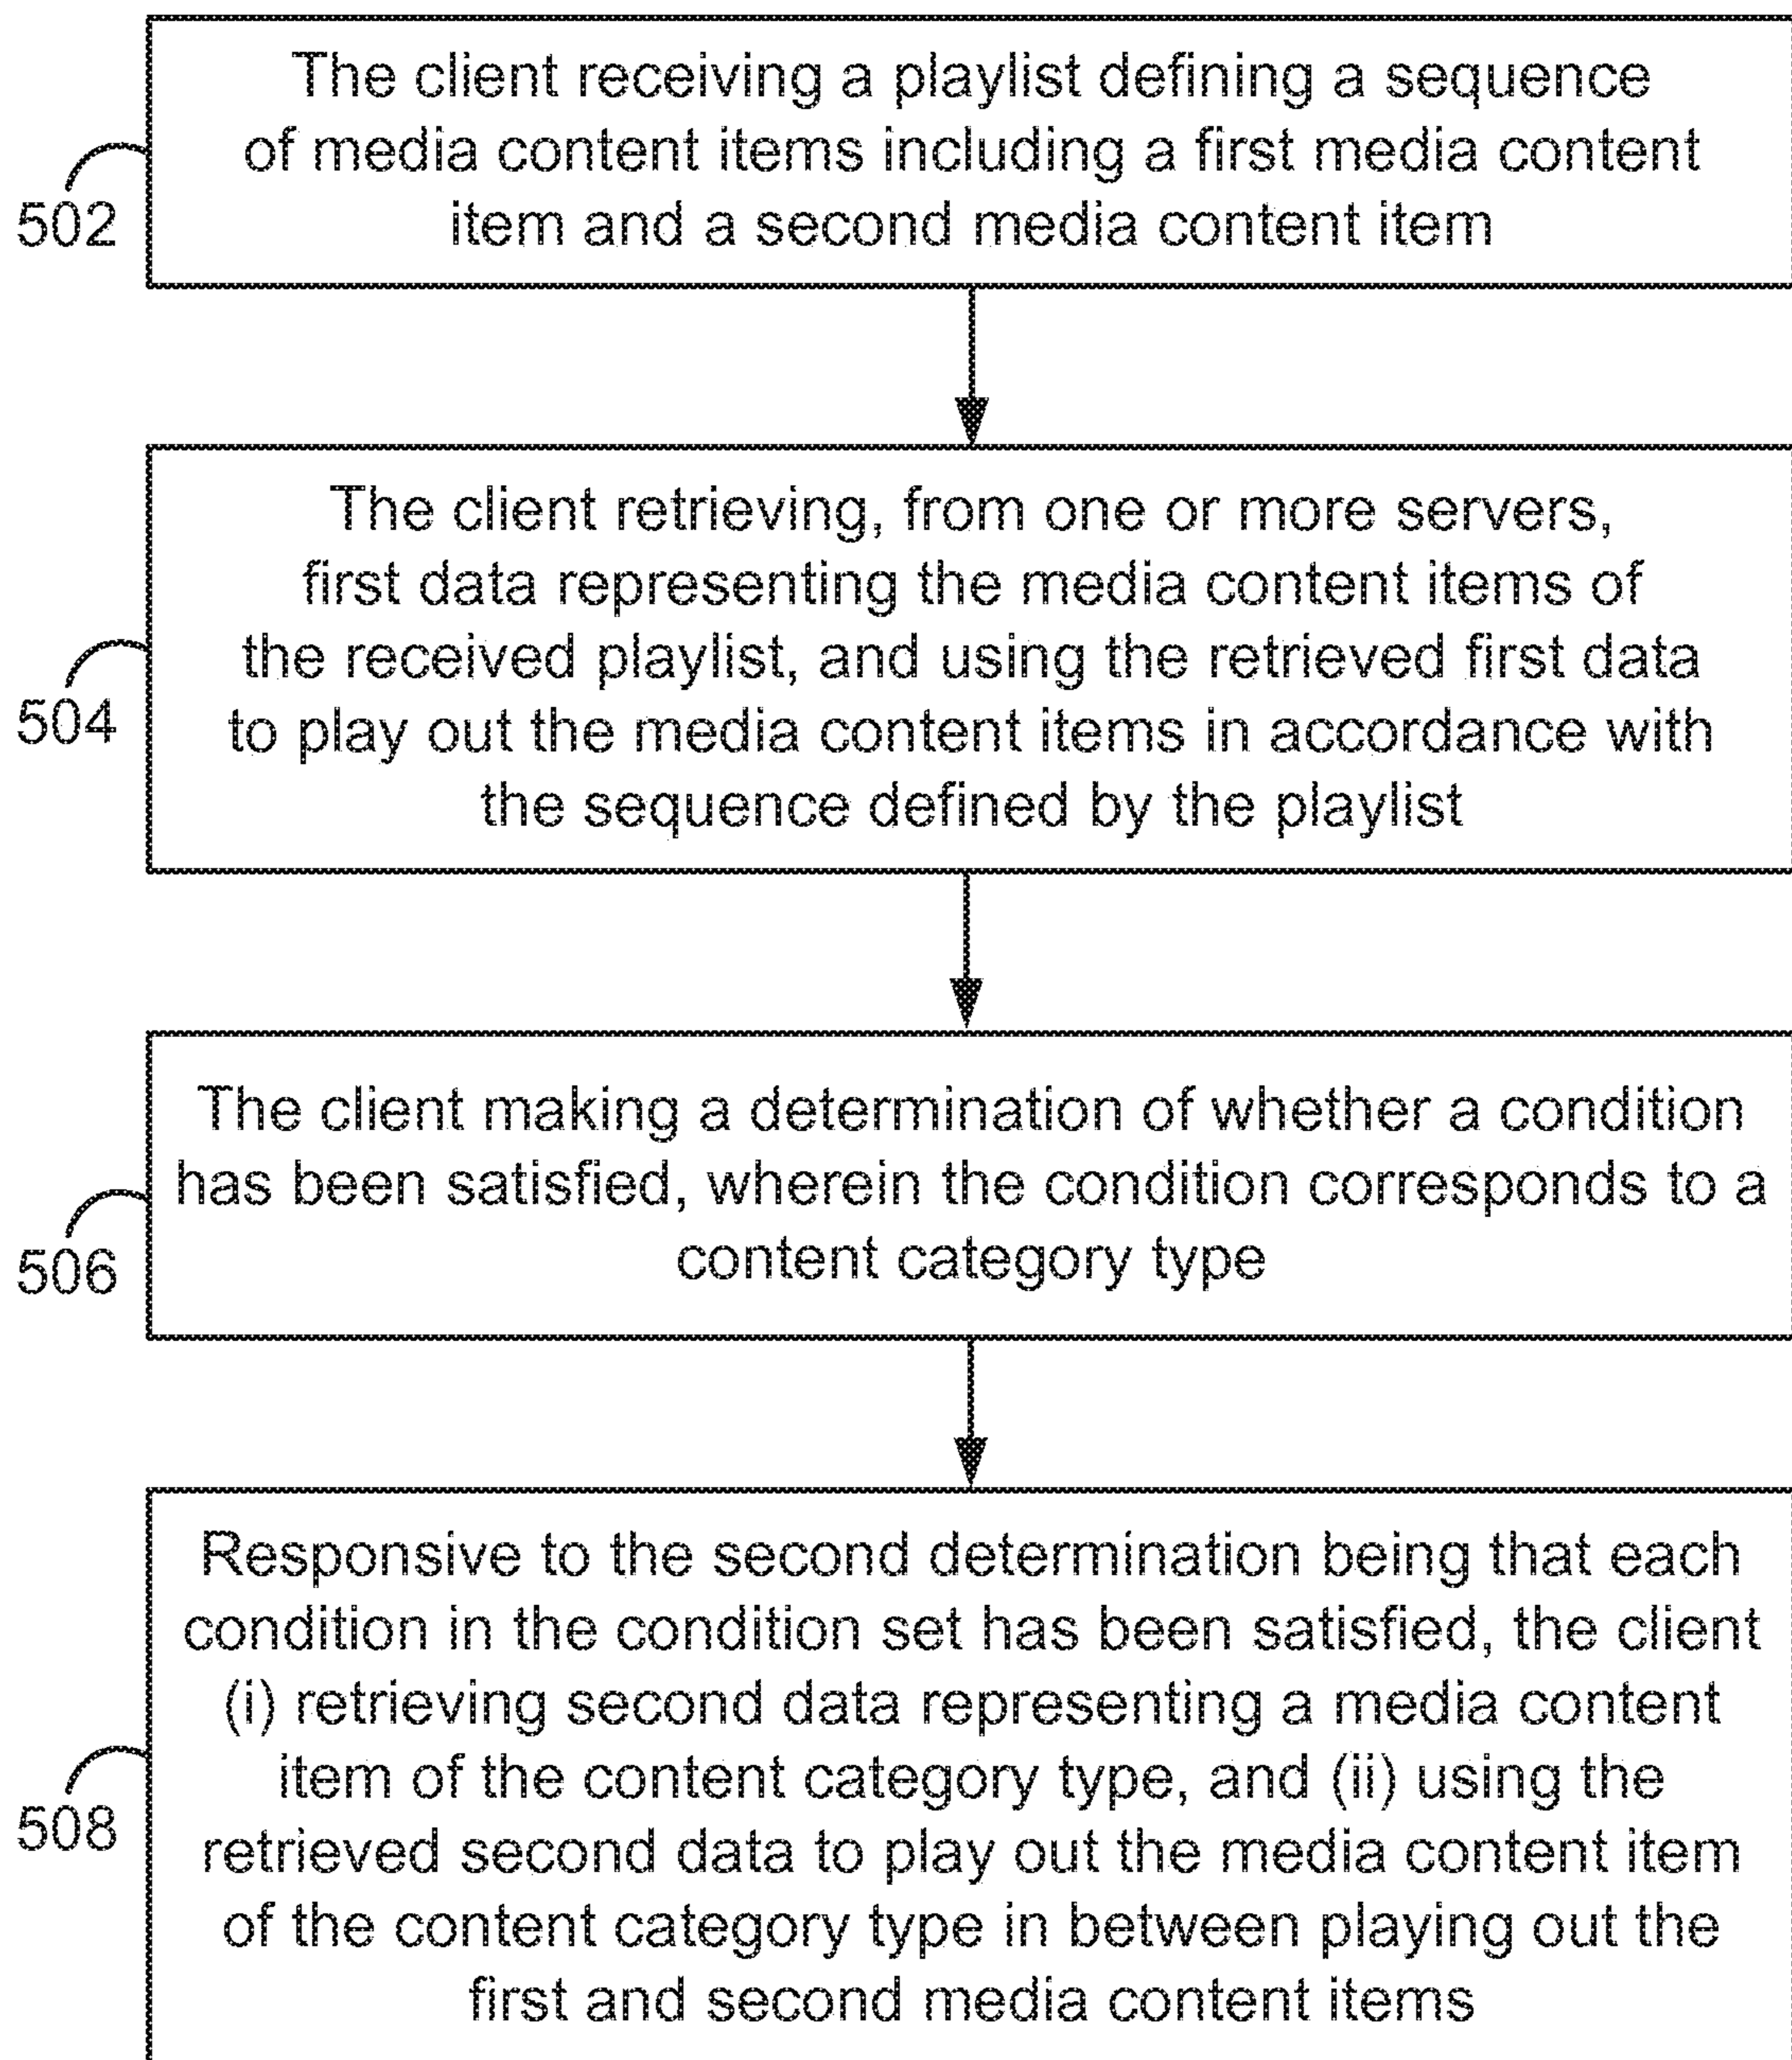 The client receiving a playlist defining a sequence
of media content items including a first media content
item and a second media content item
502
The client retrieving, from one or more servers,
first data representing the media content items of
the received playlist, and using the retrieved first data
to play out the media content items in accordance with
the sequence defined by the playlist
504
The client making a determination of whether a condition
has been satisfied, wherein the condition corresponds to a
content category type
506
Responsive to the second determination being that each
condition in the condition set has been satisfied, the client
(i) retrieving second data representing a media content
item of the content category type, and (ii) using the
retrieved second data to play out the media content item
of the content category type in between playing out the
first and second media content items
508